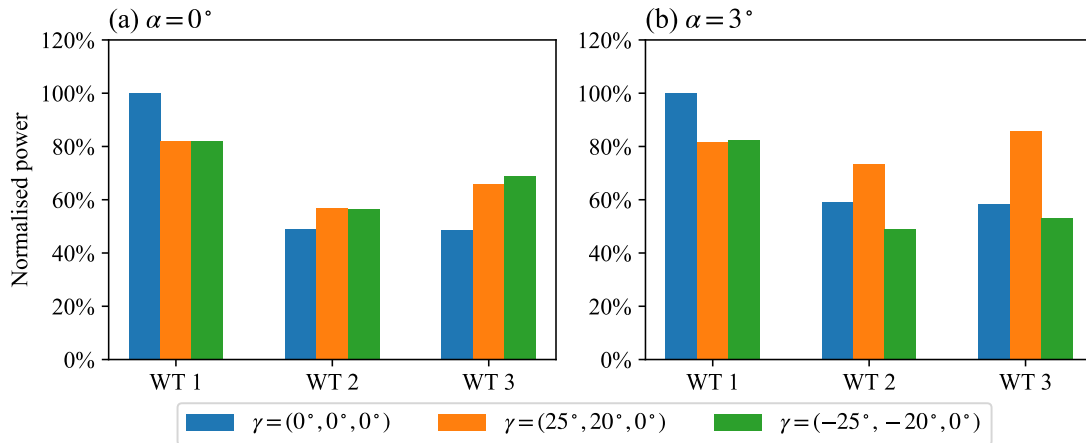 (a) α = 0°
(b) α = 3°
Normalised power
120%
100%
80%
60%
40%
20%
0%
WT 1
WT 2
WT 3
120%
100%
80%
60%
40%
20%
0%
WT 1
WT 2
WT 3
γ = (0°, 0°, 0°)
γ = (25°, 20°, 0°)
γ = (−25°, −20°, 0°)